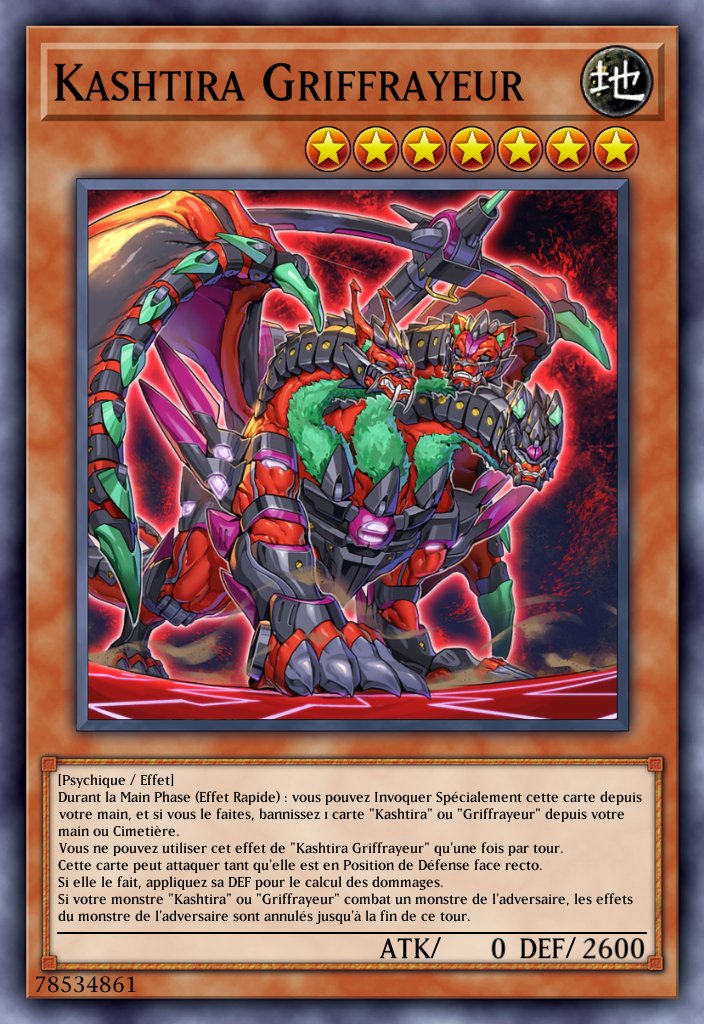 Kashtira Griffrayeur
地
[Psychique / Effet]
Durant la Main Phase (Effet Rapide) : vous pouvez Invoquer Spécialement cette carte depuis
votre main, et si vous le faites, bannissez 1 carte "Kashtira" ou "Griffrayeur" depuis votre
main ou Cimetière.
Vous ne pouvez utiliser cet effet de "Kashtira Griffrayeur" qu'une fois par tour.
Cette carte peut attaquer tant qu'elle est en Position de Défense face recto.
Si elle le fait, appliquez sa DEF pour le calcul des dommages.
Si votre monstre "Kashtira" ou "Griffrayeur" combat un monstre de l'adversaire, les effets
du monstre de l'adversaire sont annulés jusqu'à la fin de ce tour.
ATK/ 0 DEF/ 2600
78534861